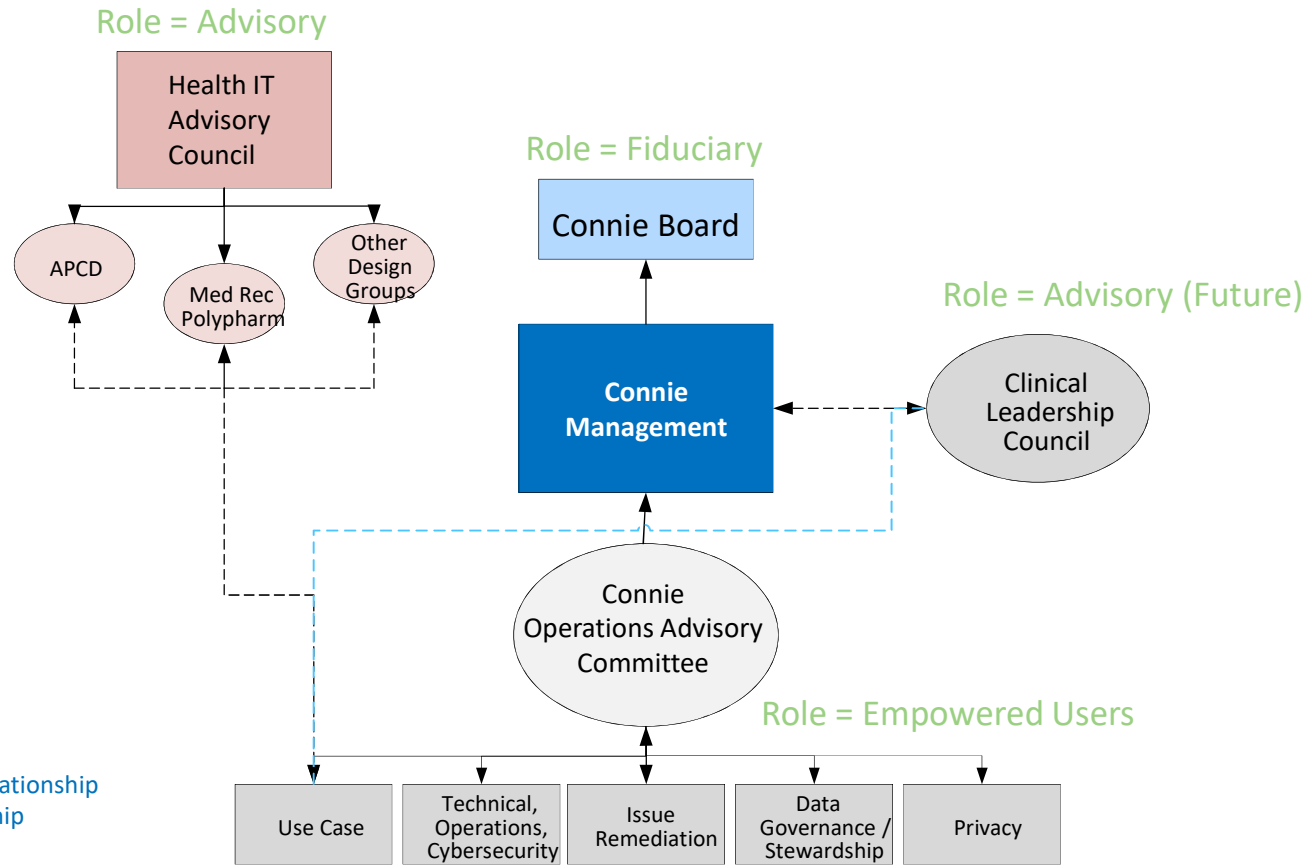 Role = Advisory
Health IT
Advisory
Council
APCD
Med Rec
Polypharm
Other
Design
Groups
Role = Fiduciary
Connie Board
Connie
Management
Role = Advisory (Future)
Clinical
Leadership
Council
Connie
Operations Advisory
Committee
Role = Empowered Users
Use Case
Technical,
Operations,
Cybersecurity
Issue
Remediation
Data
Governance /
Stewardship
Privacy